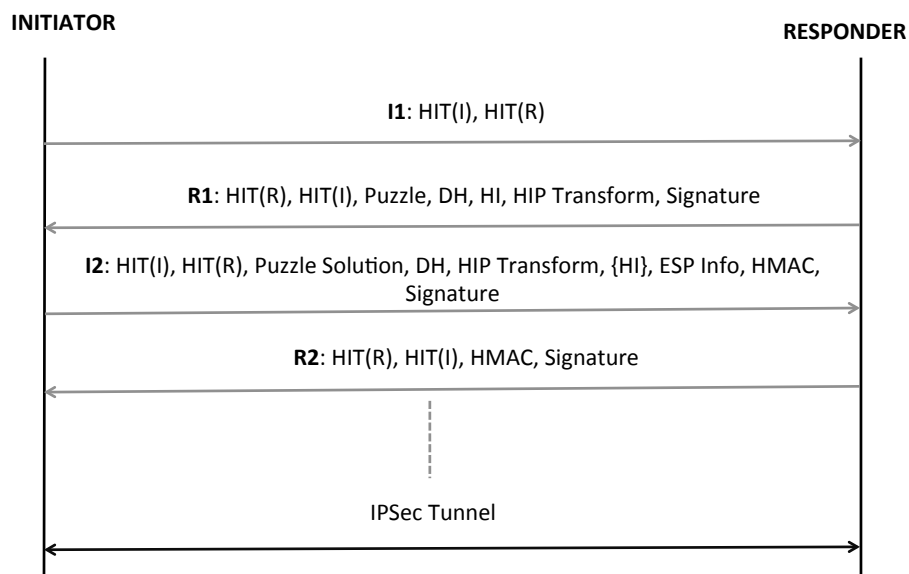 INITIATOR
RESPONDER
I1: HIT(I), HIT(R)
R1: HIT(R), HIT(I), Puzzle, DH, HI, HIP Transform, Signature
I2: HIT(I), HIT(R), Puzzle Solution, DH, HIP Transform, {HI}, ESP Info, HMAC,
Signature
R2: HIT(R), HIT(I), HMAC, Signature
IPSec Tunnel